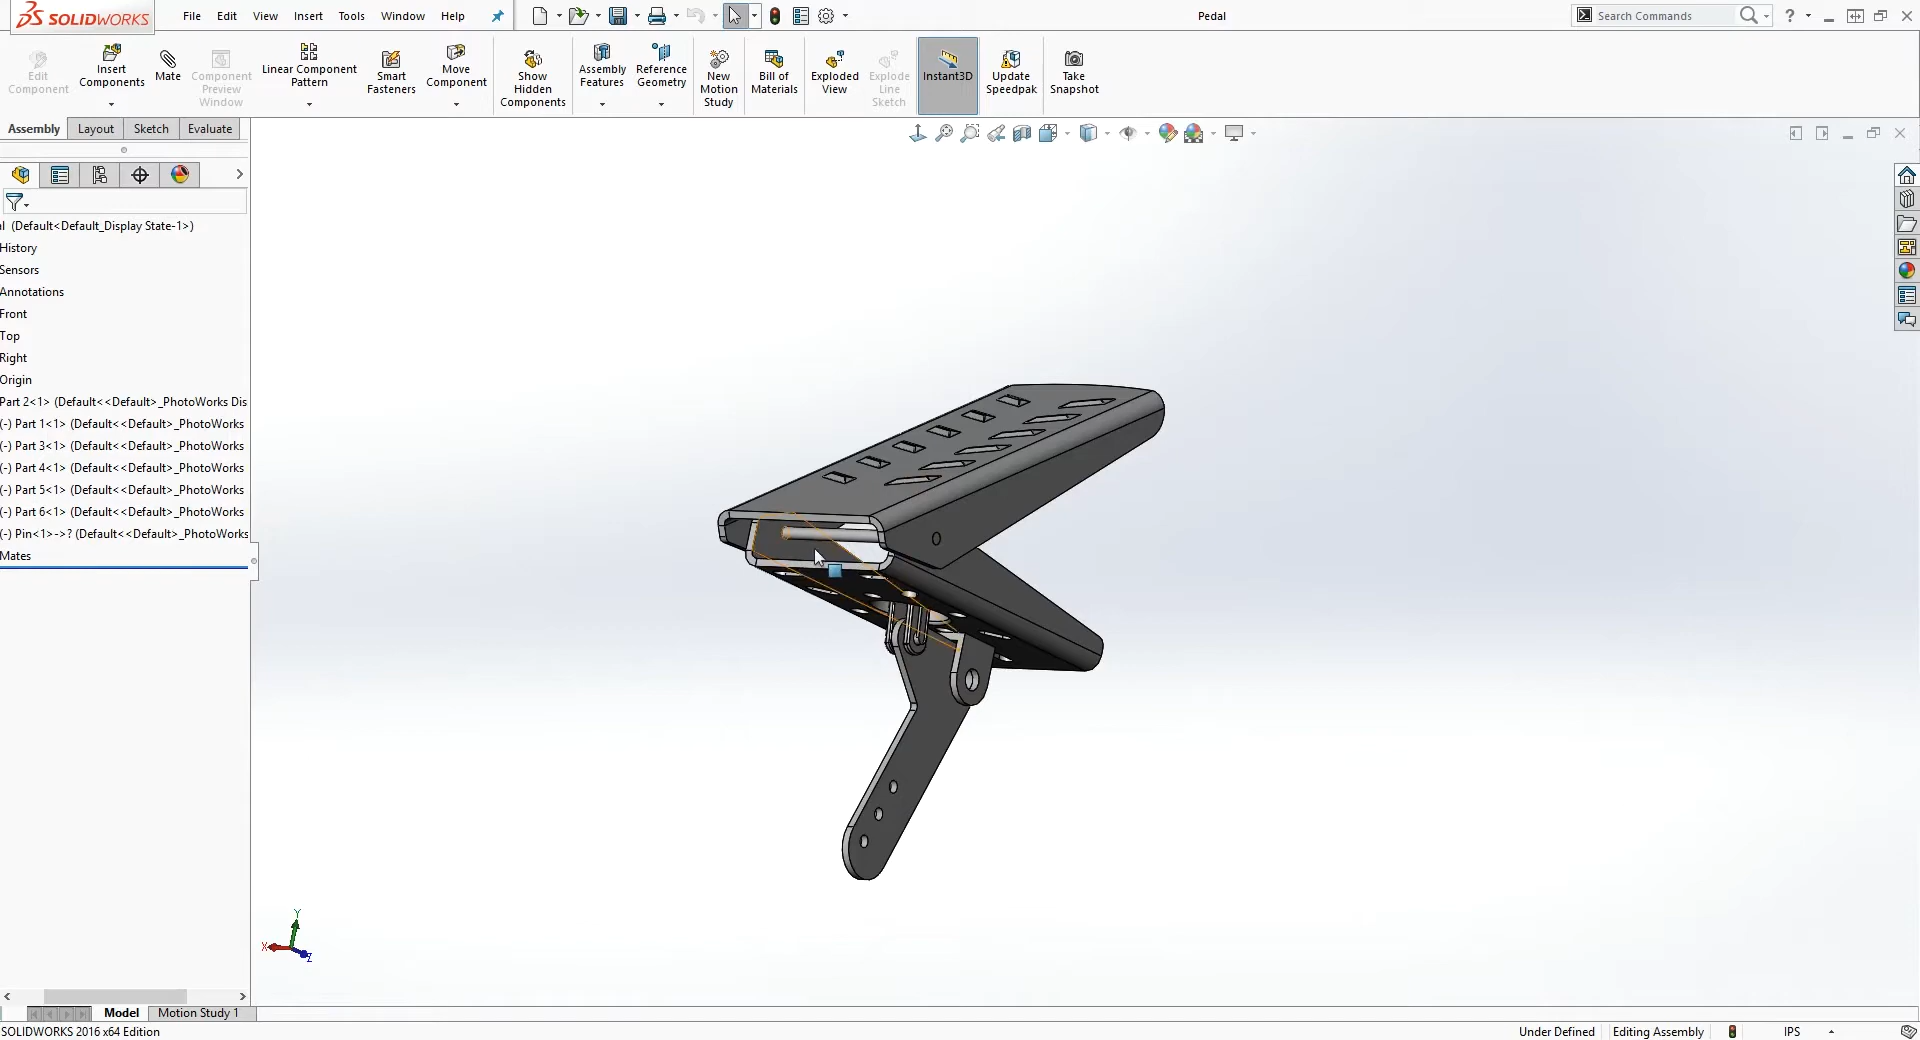 SOLIDWORKS File Edit View Insert Tools Window Help Pedal Search Commands ?
Edit Component
Insert Components
Mate
Component Preview Window
Linear Component Pattern
Smart Fasteners
Move Component
Show Hidden Components
Assembly Features
Reference Geometry
New Motion Study
Bill of Materials
Exploded View
Explode Line Sketch
Instant3D
Update Speedpak
Take Snapshot
Assembly Layout Sketch Evaluate
l (Default<Default_Display State-1>)
History
Sensors
Annotations
Front
Top
Right
Origin
Part 2<1> (Default<<Default>_PhotoWorks Dis
(-) Part 1<1> (Default<<Default>_PhotoWorks
(-) Part 3<1> (Default<<Default>_PhotoWorks
(-) Part 4<1> (Default<<Default>_PhotoWorks
(-) Part 5<1> (Default<<Default>_PhotoWorks
(-) Part 6<1> (Default<<Default>_PhotoWorks
(-) Pin<1>->? (Default<<Default>_PhotoWorks
Mates
Y
X
Z
Model Motion Study 1
SOLIDWORKS 2016 x64 Edition Under Defined Editing Assembly IPS